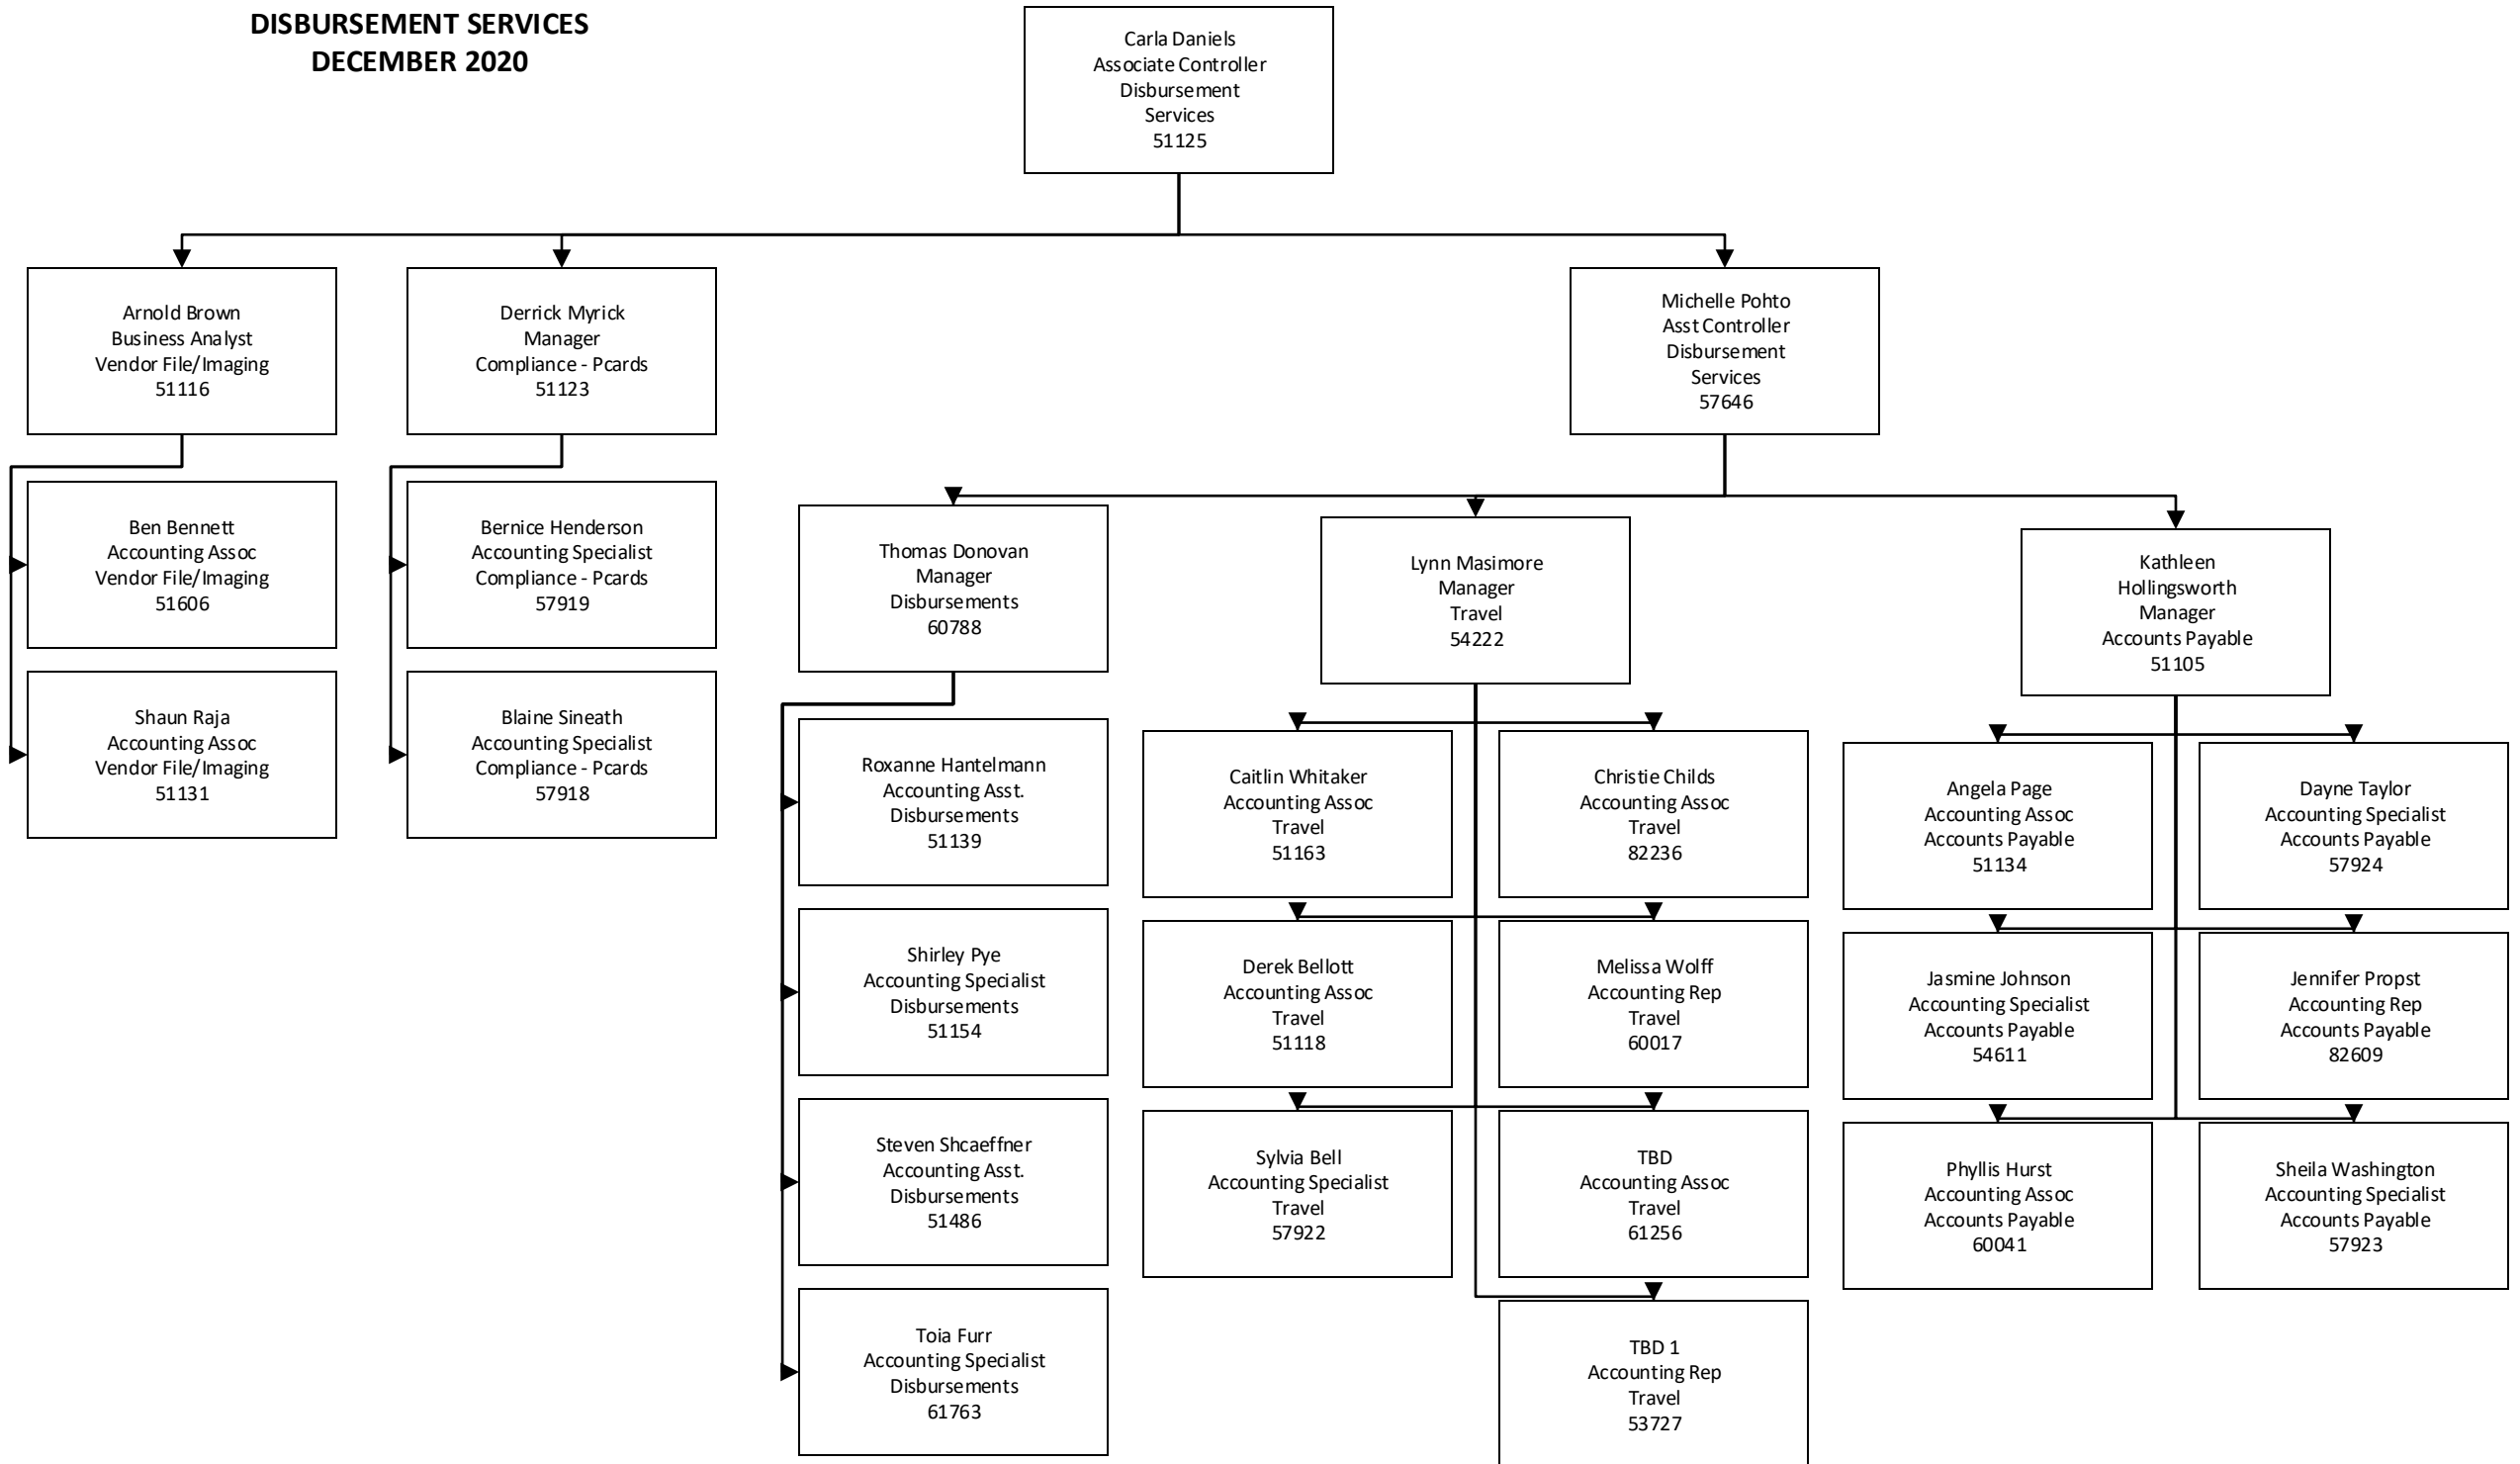 DISBURSEMENT SERVICES
DECEMBER 2020
Carla Daniels
Associate Controller
Disbursement
Services
51125
Arnold Brown
Business Analyst
Vendor File/Imaging
51116
Derrick Myrick
Manager
Compliance - Pcards
51123
Michelle Pohto
Asst Controller
Disbursement
Services
57646
Ben Bennett
Accounting Assoc
Vendor File/Imaging
51606
Shaun Raja
Accounting Assoc
Vendor File/Imaging
51131
Bernice Henderson
Accounting Specialist
Compliance - Pcards
57919
Blaine Sineath
Accounting Specialist
Compliance - Pcards
57918
Thomas Donovan
Manager
Disbursements
60788
Lynn Masimore
Manager
Travel
54222
Kathleen
Hollingsworth
Manager
Accounts Payable
51105
Roxanne Hantelmann
Accounting Asst.
Disbursements
51139
Shirley Pye
Accounting Specialist
Disbursements
51154
Steven Shcaeffner
Accounting Asst.
Disbursements
51486
Toia Furr
Accounting Specialist
Disbursements
61763
Caitlin Whitaker
Accounting Assoc
Travel
51163
Christie Childs
Accounting Assoc
Travel
82236
Derek Bellott
Accounting Assoc
Travel
51118
Melissa Wolff
Accounting Rep
Travel
60017
Sylvia Bell
Accounting Specialist
Travel
57922
TBD
Accounting Assoc
Travel
61256
TBD 1
Accounting Rep
Travel
53727
Angela Page
Accounting Assoc
Accounts Payable
51134
Dayne Taylor
Accounting Specialist
Accounts Payable
57924
Jasmine Johnson
Accounting Specialist
Accounts Payable
54611
Jennifer Propst
Accounting Rep
Accounts Payable
82609
Phyllis Hurst
Accounting Assoc
Accounts Payable
60041
Sheila Washington
Accounting Specialist
Accounts Payable
57923